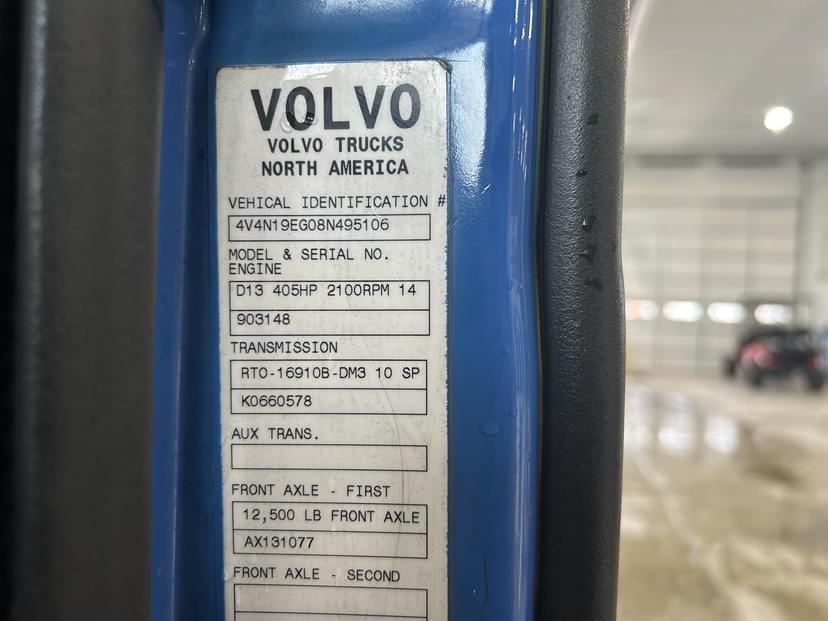 VOLVO
VOLVO TRUCKS
NORTH AMERICA
VEHICAL IDENTIFICATION #
4V4N19EG08N495106
MODEL & SERIAL NO.
ENGINE
D13 405HP 2100RPM 14
903148
TRANSMISSION
RTO-16910B-DM3 10 SP
K0660578
AUX TRANS.
FRONT AXLE - FIRST
12,500 LB FRONT AXLE
AX131077
FRONT AXLE - SECOND